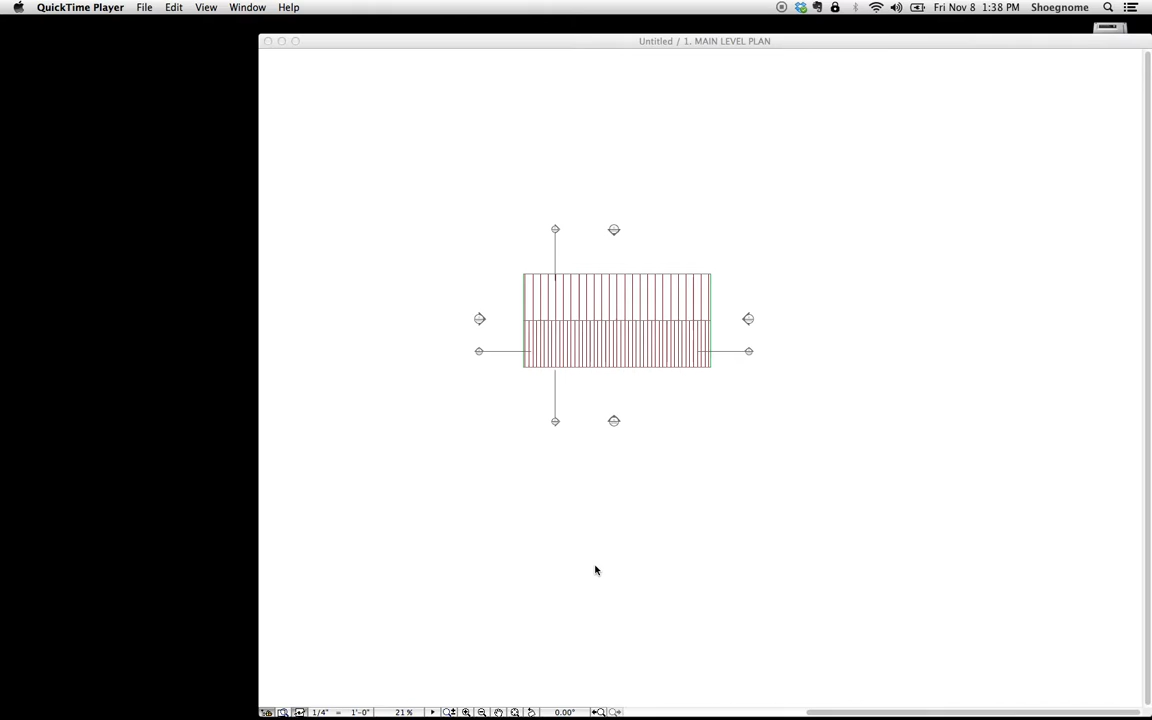 QuickTime Player File Edit View Window Help Fri Nov 8 1:38 PM Shoegnome
Untitled / 1. MAIN LEVEL PLAN
1/4" = 1'-0" 21% 0.00°